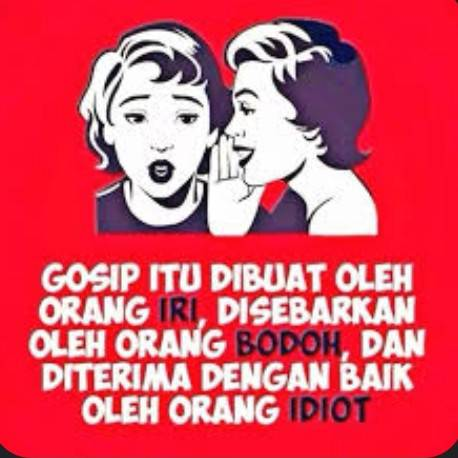 GOSIP ITU DIBUAT OLEH
ORANG IRI, DISEBARKAN
OLEH ORANG BODOH, DAN
DITERIMA DENGAN BAIK
OLEH ORANG IDIOT